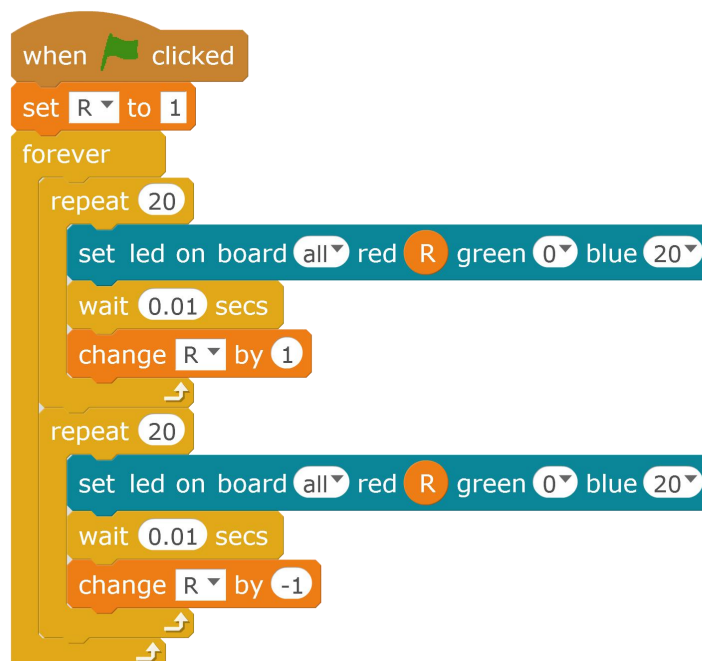 when clicked
set R to 1
forever
repeat 20
set led on board all red R green 0 blue 20
wait 0.01 secs
change R by 1
repeat 20
set led on board all red R green 0 blue 20
wait 0.01 secs
change R by -1